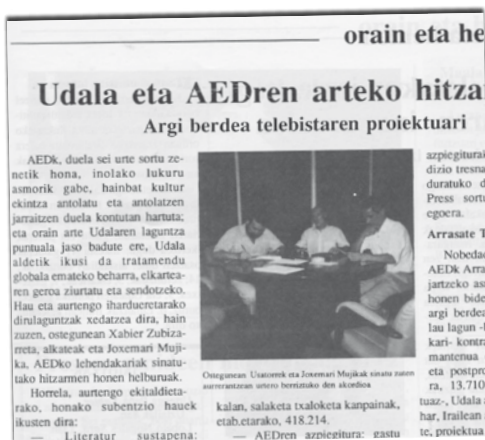 orain eta he
Udala eta AEDren arteko hitza
Argi berdea telebistaren proiektuari
AEDk, duela sei urte sortu ze-
netik hona, inolako lukuru
asmorik gabe, hainbat kultur
ekintza antolatu eta antolatzen
jarraitzen duela kontutan hartuta;
eta orain arte Udalaren laguntza
puntuala jaso badute ere, Udala
aldetik ikusi da tratamendu
globala emateko beharra, elkartea-
ren geroa ziurtatu eta sendotzeko.
Hau eta aurtengo ihardueretarako
dirulaguntzak xedatzea dira, hain
zuzen, ostegunean Xabier Zubiza-
rreta, alkateak eta Joxemari Muji-
ka, AEDko lehendakariak sinatu-
tako hitzarmen honen helburuak.
Horrela, aurtengo ekitaldieta-
rako, honako subentzio hauek
ikusten dira:
— Literatur sustapena:
Ostegunean Usatorrek eta Joxemari Mujikak sinatu zuten
aurrerantzean urtero berrituko den akordioa
kalan, salaketa txaloketa kanpainak,
etab.etarako, 418.214.
— AEDren azpiegitura: gastu
azpiegiturai
dizio tresna
duratuko d
Press sortu
egoera.
Arrasate T
Nobedad
AEDk Arra
jartzeko asm
honen bide
argi berdea
lau lagun -l
kari- kontra
mantenua
eta postpro
ra, 13.710
tuaz-, Udala
har, Irailean
te, proiektua